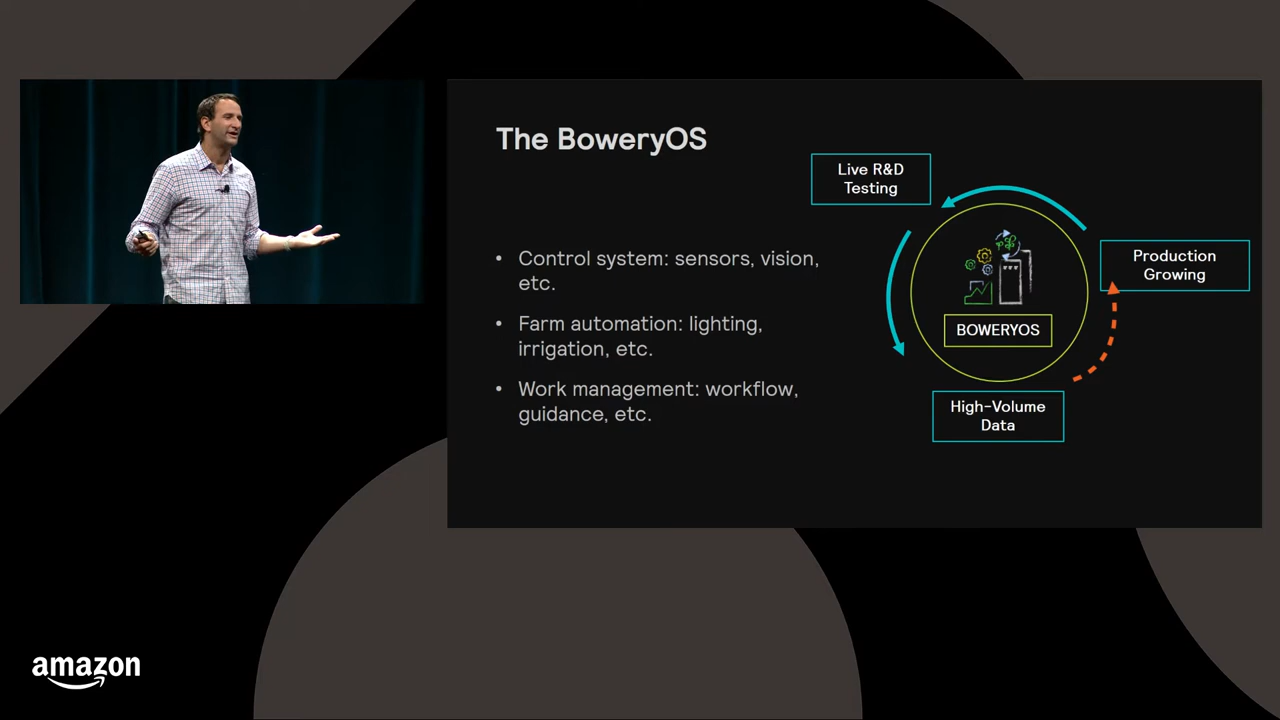 The BoweryOS
• Control system: sensors, vision,
etc.
• Farm automation: lighting,
irrigation, etc.
• Work management: workflow,
guidance, etc.
Live R&D
Testing
Production
Growing
BOWERYOS
High-Volume
Data
amazon